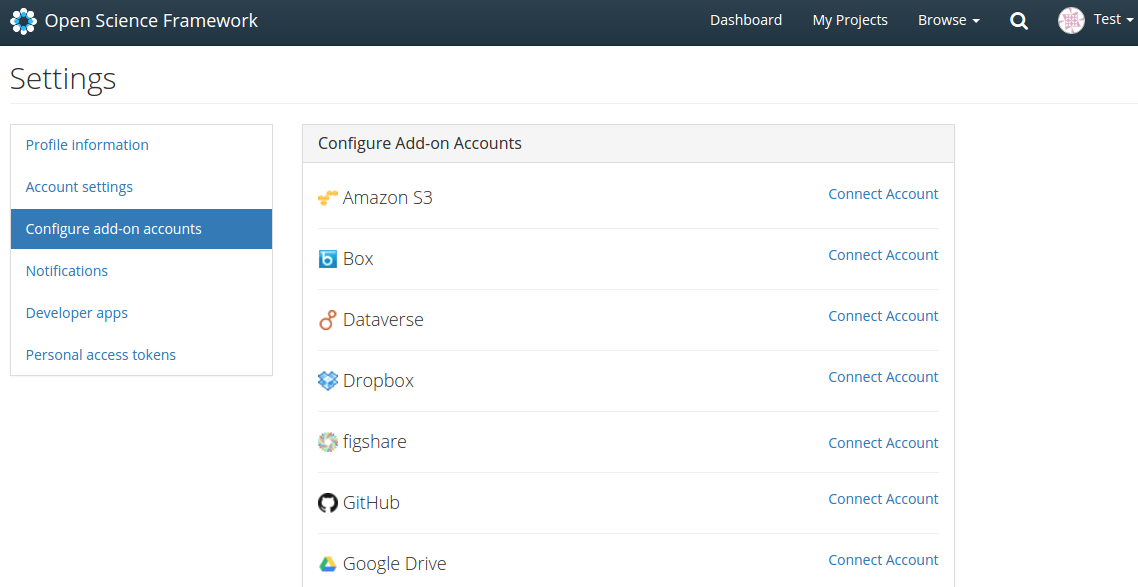 Open Science Framework
Dashboard
My Projects
Browse
Test
Settings
Profile information
Account settings
Configure add-on accounts
Notifications
Developer apps
Personal access tokens
Configure Add-on Accounts
Amazon S3 Connect Account
Box Connect Account
Dataverse Connect Account
Dropbox Connect Account
figshare Connect Account
GitHub Connect Account
Google Drive Connect Account